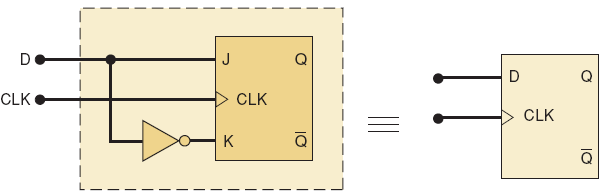 D J Q
CLK CLK
K Q̅
D Q
CLK
Q̅